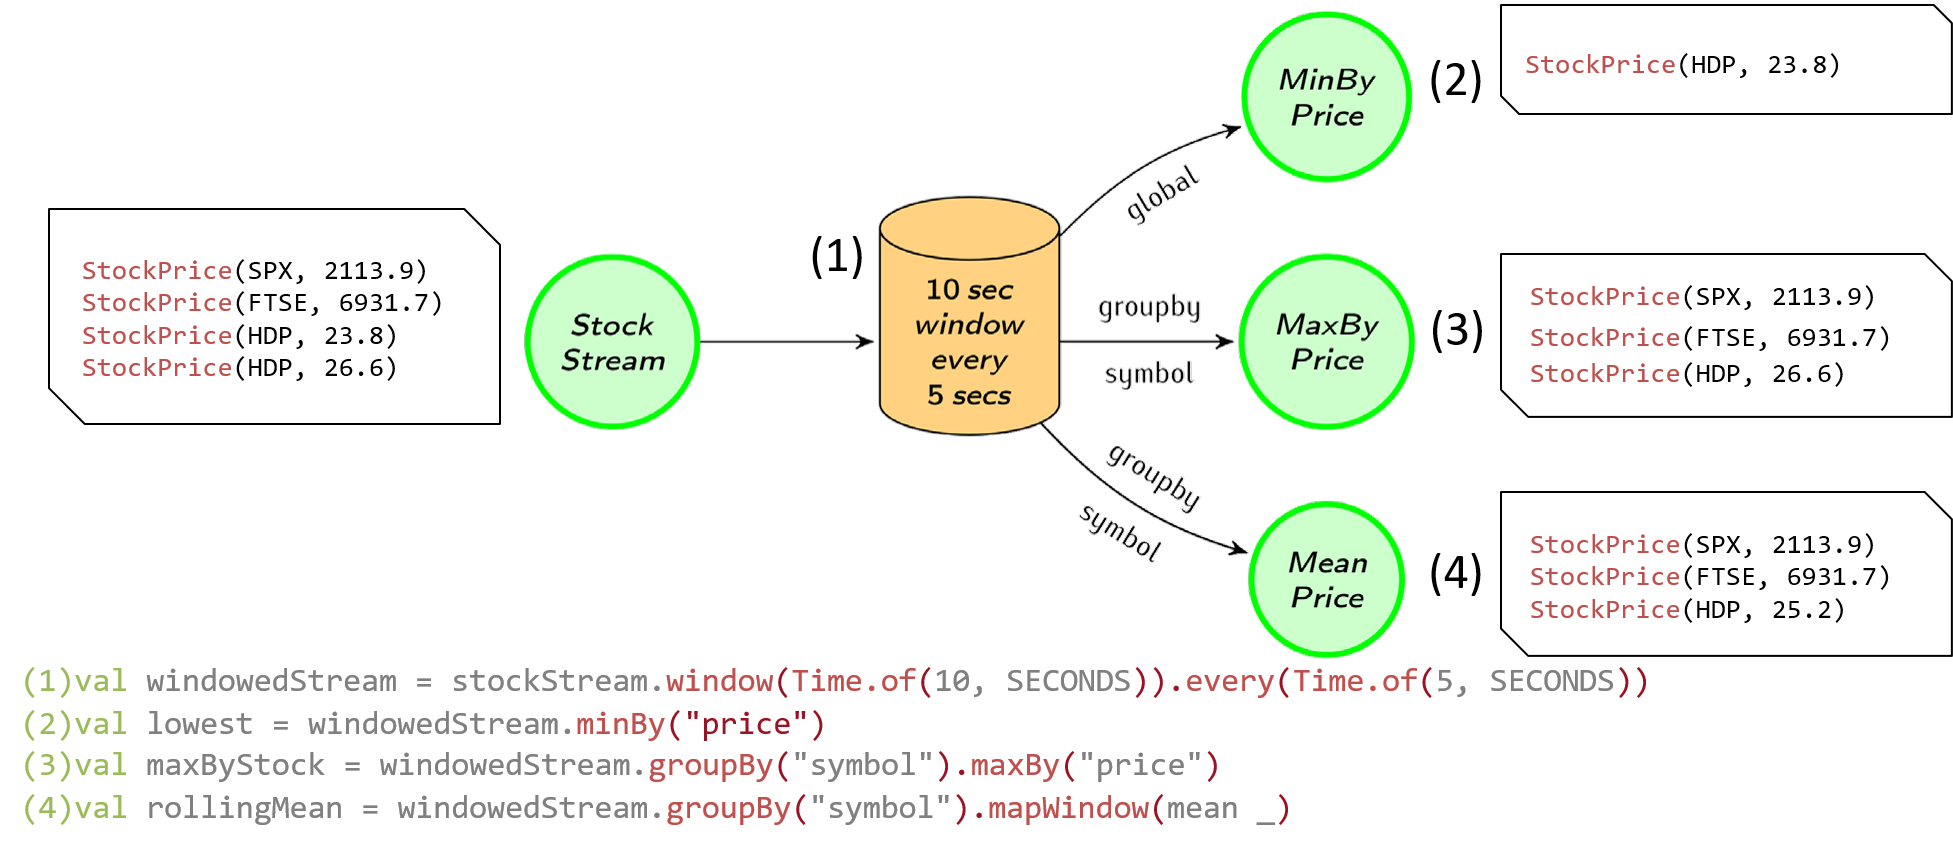 StockPrice(SPX, 2113.9)
StockPrice(FTSE, 6931.7)
StockPrice(HDP, 23.8)
StockPrice(HDP, 26.6)
Stock
Stream
(1)
10 sec
window
every
5 secs
global
MinBy
Price
(2)
StockPrice(HDP, 23.8)
groupby
symbol
MaxBy
Price
(3)
StockPrice(SPX, 2113.9)
StockPrice(FTSE, 6931.7)
StockPrice(HDP, 26.6)
groupby
symbol
Mean
Price
(4)
StockPrice(SPX, 2113.9)
StockPrice(FTSE, 6931.7)
StockPrice(HDP, 25.2)
(1)val windowedStream = stockStream.window(Time.of(10, SECONDS)).every(Time.of(5, SECONDS))
(2)val lowest = windowedStream.minBy("price")
(3)val maxByStock = windowedStream.groupBy("symbol").maxBy("price")
(4)val rollingMean = windowedStream.groupBy("symbol").mapWindow(mean _)